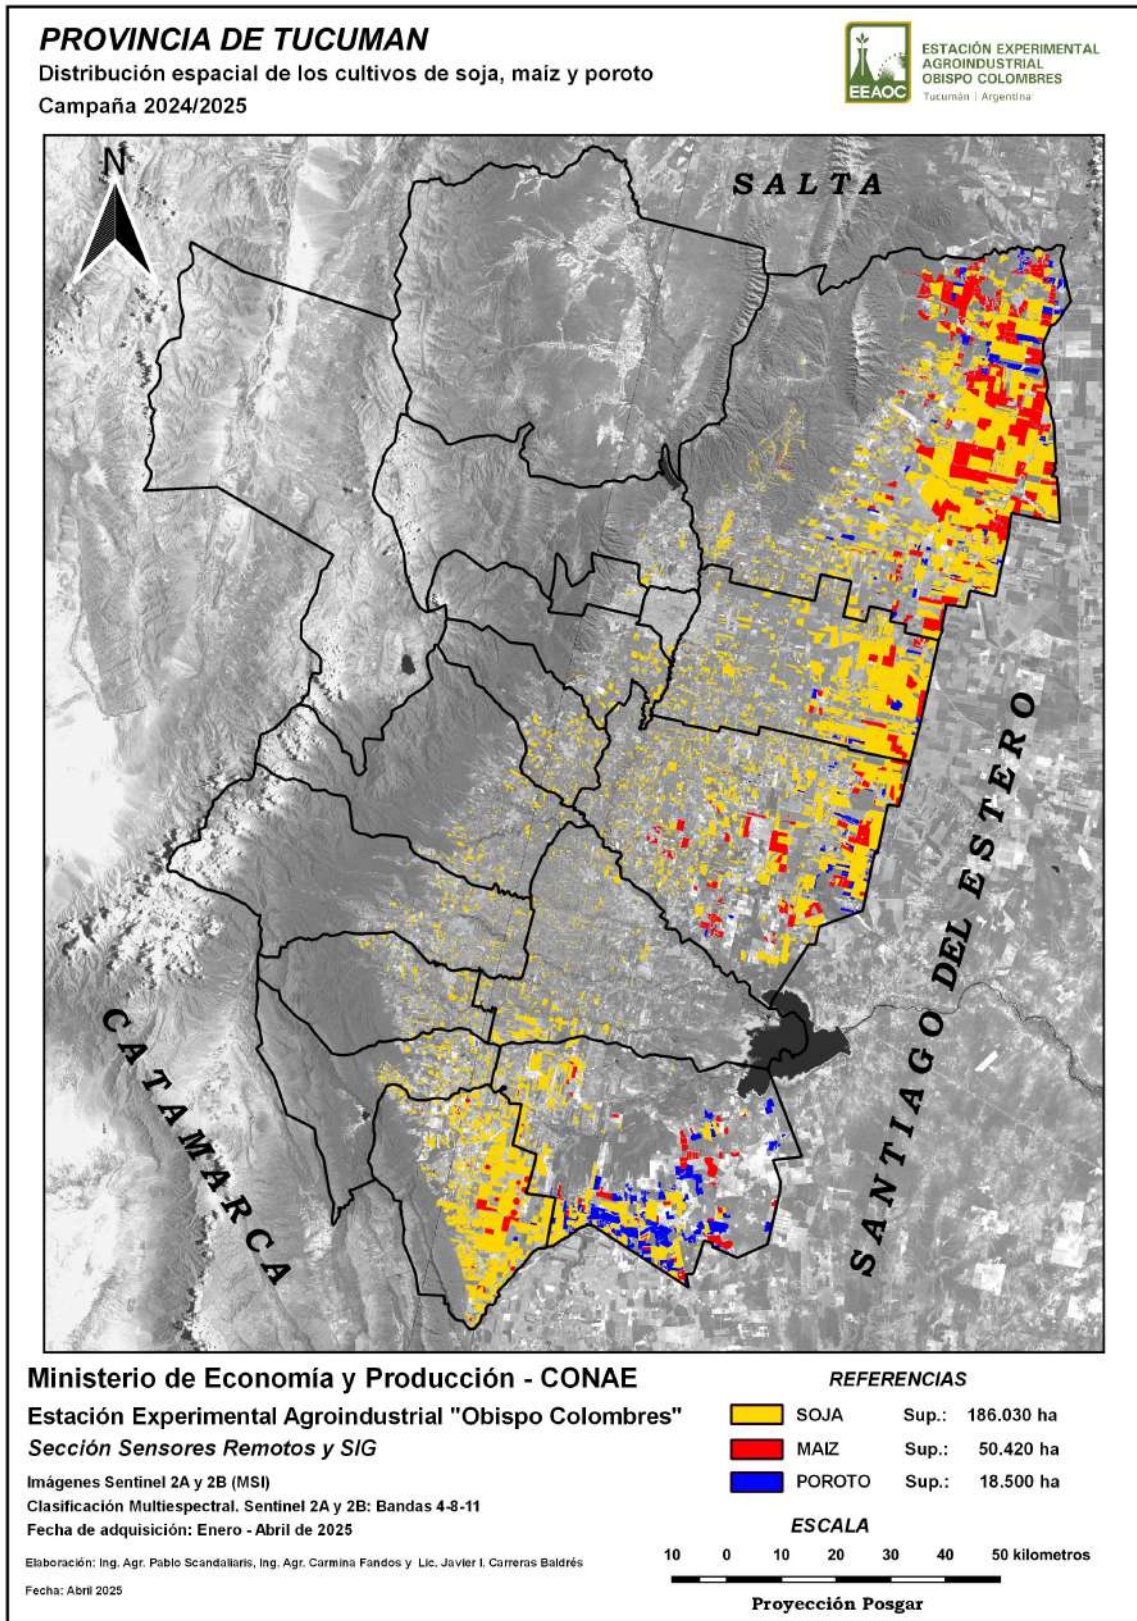 PROVINCIA DE TUCUMAN
Distribución espacial de los cultivos de soja, maíz y poroto
Campaña 2024/2025
EEAOC
ESTACIÓN EXPERIMENTAL
AGROINDUSTRIAL
OBISPO COLOMBRES
Tucumán | Argentina
N
SALTA
SANTIAGO DEL ESTERO
CATAMARCA
Ministerio de Economía y Producción - CONAE
Estación Experimental Agroindustrial "Obispo Colombres"
Sección Sensores Remotos y SIG
Imágenes Sentinel 2A y 2B (MSI)
Clasificación Multiespectral. Sentinel 2A y 2B: Bandas 4-8-11
Fecha de adquisición: Enero - Abril de 2025
Elaboración: Ing. Agr. Pablo Scandaliaris, Ing. Agr. Carmina Fandos y Lic. Javier I. Carreras Baldrés
Fecha: Abril 2025
REFERENCIAS
SOJA Sup.: 186.030 ha
MAIZ Sup.: 50.420 ha
POROTO Sup.: 18.500 ha
ESCALA
10 0 10 20 30 40 50 kilometros
Proyección Posgar